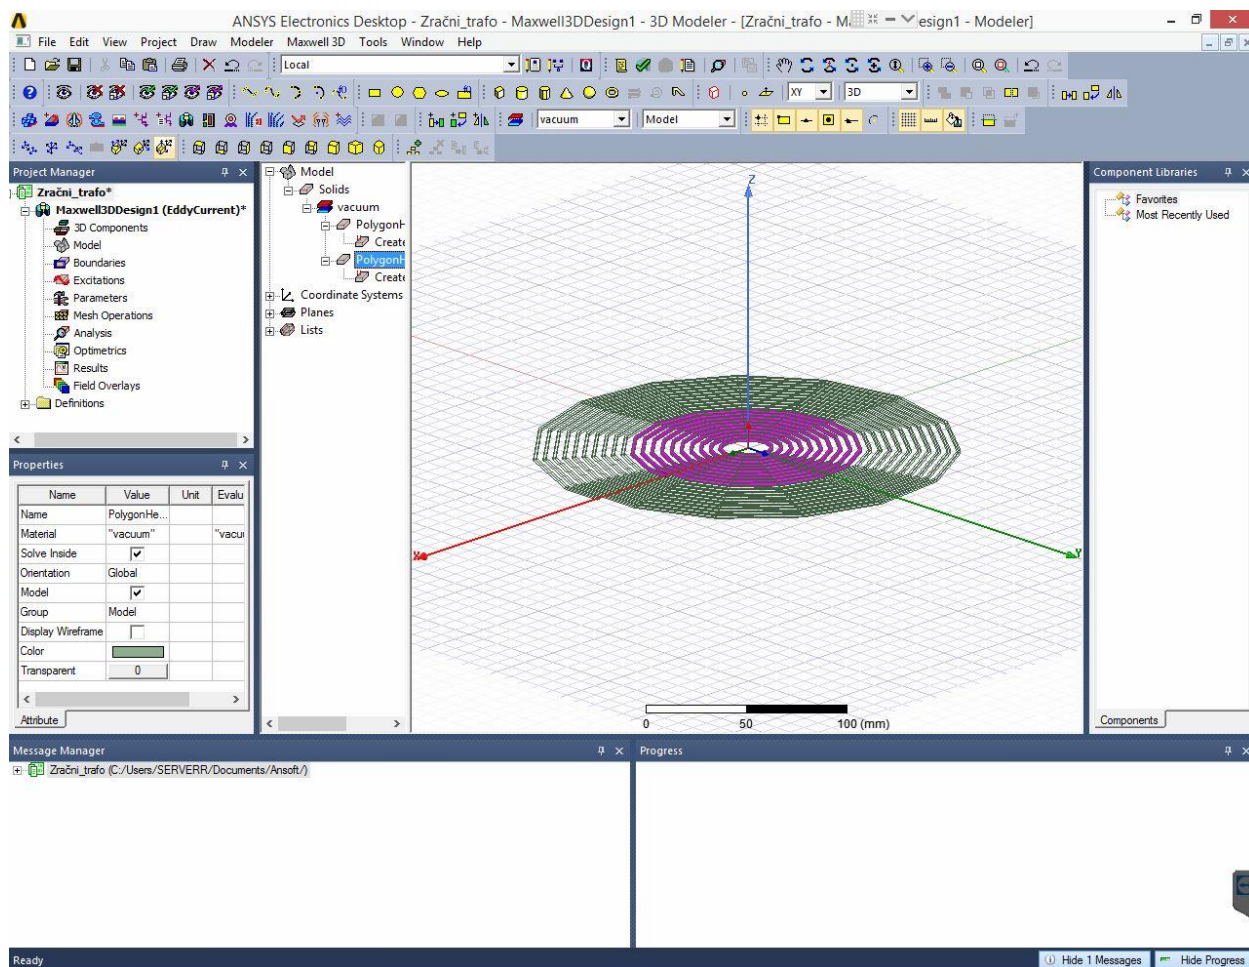 ANSYS Electronics Desktop - Zračni_trafo - Maxwell3DDesign1 - 3D Modeler - [Zračni_trafo - M esign1 - Modeler]
File Edit View Project Draw Modeler Maxwell 3D Tools Window Help
Local
XY 3D
vacuum Model
Project Manager
Zračni_trafo*
Maxwell3DDesign1 (EddyCurrent)*
3D Components
Model
Boundaries
Excitations
Parameters
Mesh Operations
Analysis
Optimetrics
Results
Field Overlays
Definitions
Model
Solids
vacuum
PolygonH
Create
PolygonH
Create
Coordinate Systems
Planes
Lists
Z
X
Y
0 50 100 (mm)
Component Libraries
Favorites
Most Recently Used
Components
Properties
Name Value Unit Evalu
Name PolygonHe...
Material "vacuum" "vacu
Solve Inside
Orientation Global
Model
Group Model
Display Wireframe
Color
Transparent 0
Attribute
Message Manager
Zračni_trafo (C:/Users/SERVERR/Documents/Ansoft/)
Progress
Ready
Hide 1 Messages Hide Progress